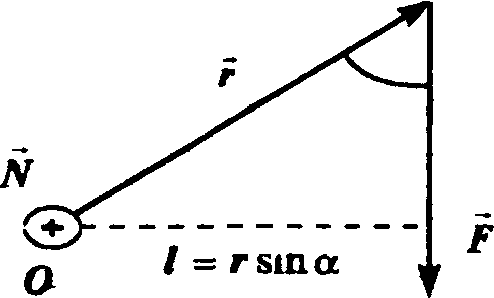 r⃗
N⃗
+
O
l = r sin α
F⃗